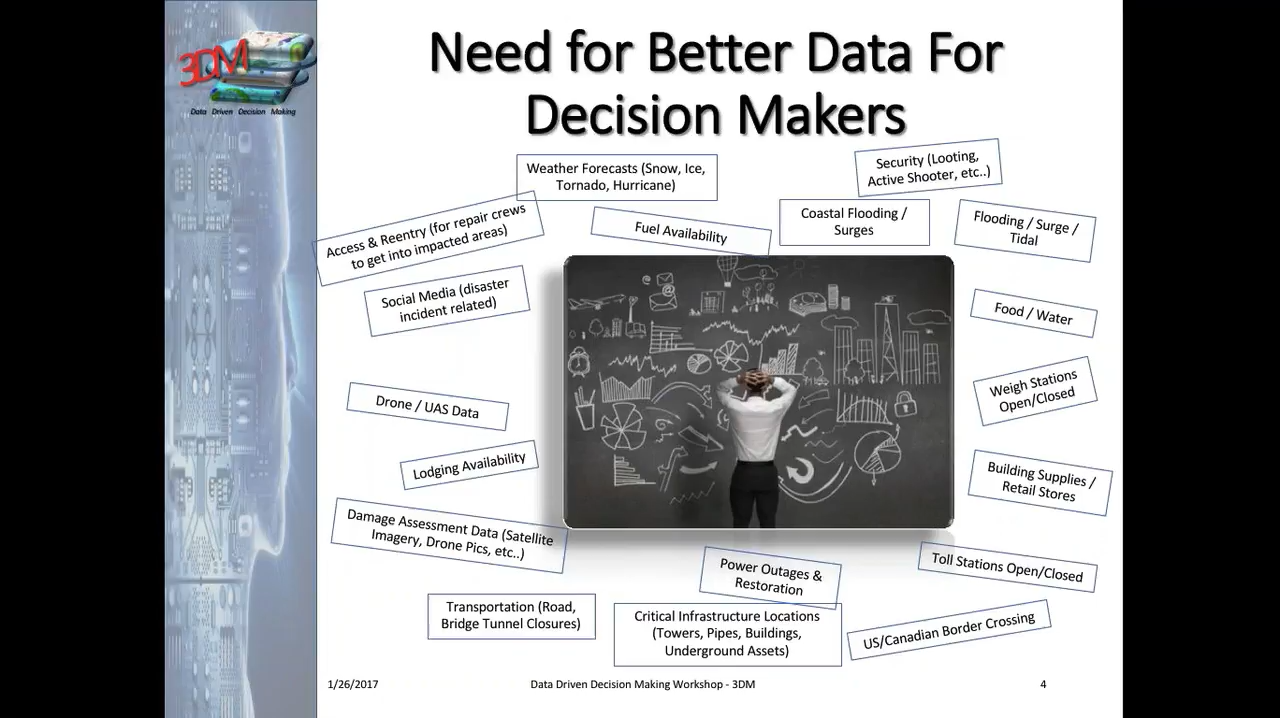 3DM
Data Driven Decision Making
Need for Better Data For
Decision Makers
Weather Forecasts (Snow, Ice,
Tornado, Hurricane)
Security (Looting,
Active Shooter, etc..)
Access & Reentry (for repair crews
to get into impacted areas)
Fuel Availability
Coastal Flooding /
Surges
Flooding / Surge /
Tidal
Social Media (disaster
incident related)
Food / Water
Drone / UAS Data
Weigh Stations
Open/Closed
Lodging Availability
Building Supplies /
Retail Stores
Damage Assessment Data (Satellite
Imagery, Drone Pics, etc..)
Power Outages &
Restoration
Toll Stations Open/Closed
Transportation (Road,
Bridge Tunnel Closures)
Critical Infrastructure Locations
(Towers, Pipes, Buildings,
Underground Assets)
US/Canadian Border Crossing
1/26/2017
Data Driven Decision Making Workshop - 3DM
4